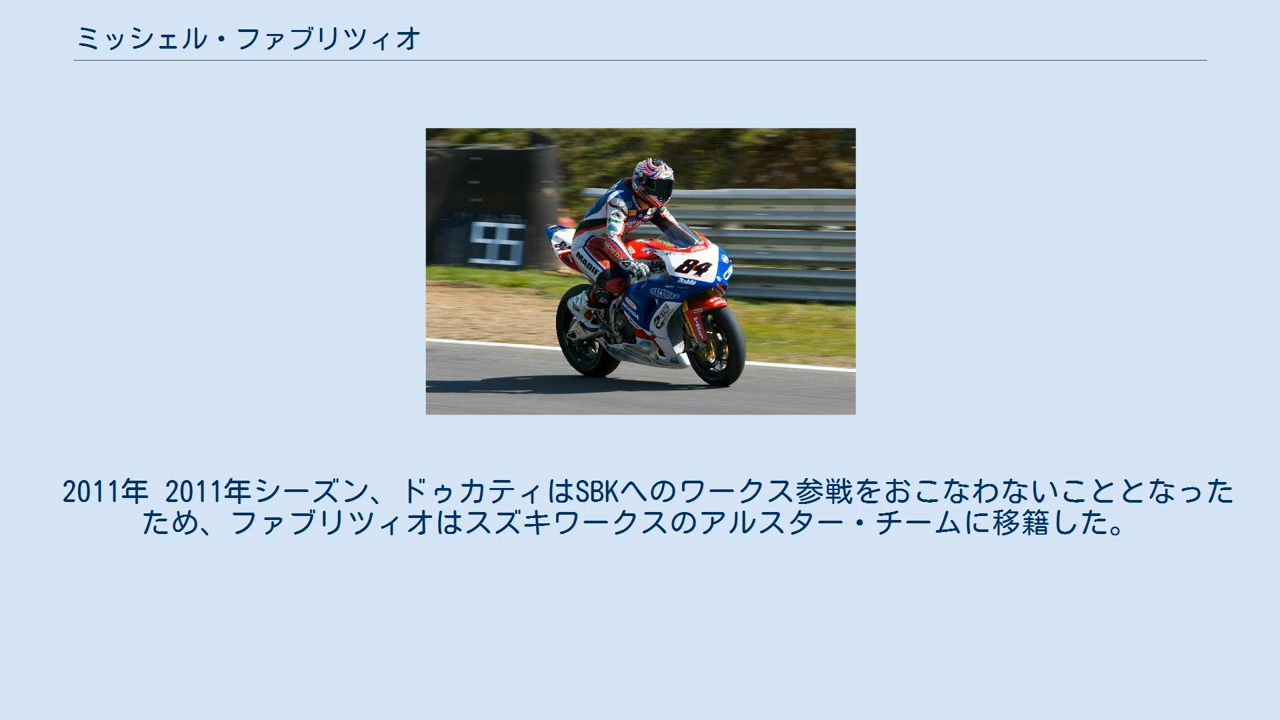 ミッシェル・ファブリツィオ
84
2011年 2011年シーズン、ドゥカティはSBKへのワークス参戦をおこなわないこととなった
ため、ファブリツィオはスズキワークスのアルスター・チームに移籍した。